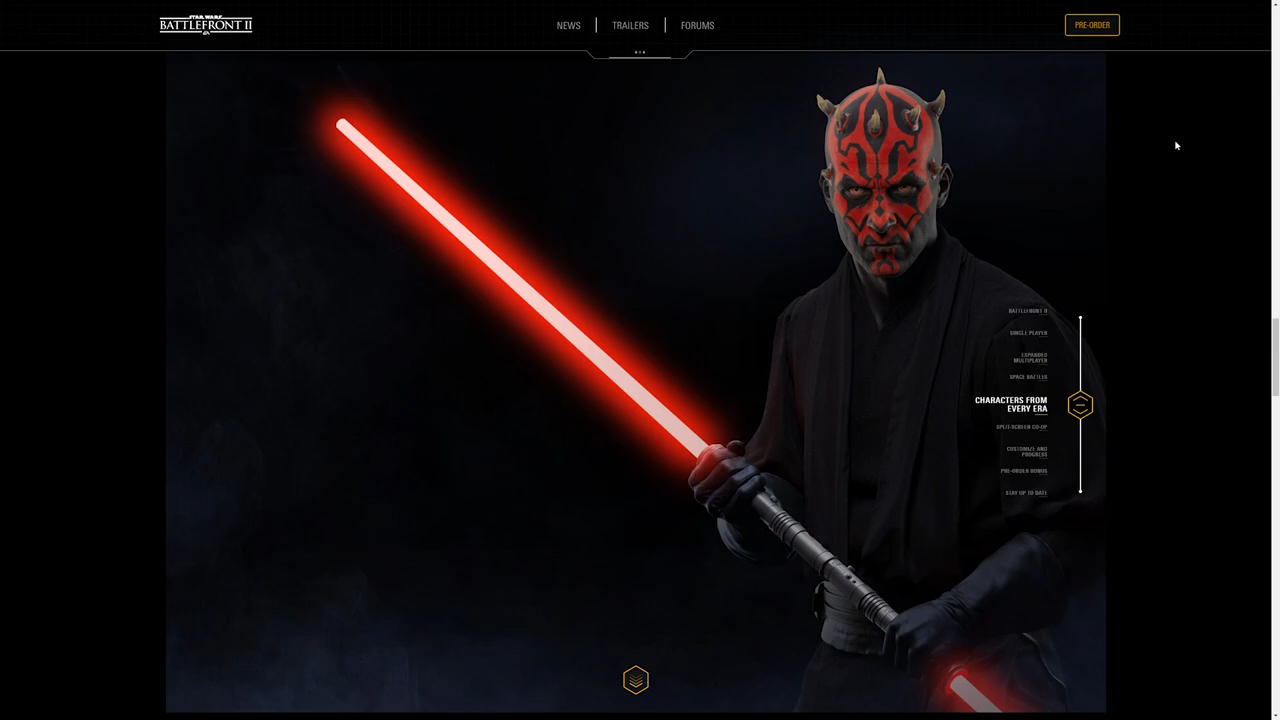 STAR WARS
BATTLEFRONT II
EA
NEWS
TRAILERS
FORUMS
PRE-ORDER
BATTLEFRONT II
SINGLE PLAYER
EXPANDED
MULTIPLAYER
SPACE BATTLES
CHARACTERS FROM
EVERY ERA
SPLIT-SCREEN CO-OP
CUSTOMIZE AND
PROGRESS
PRE-ORDER BONUS
STAY UP TO DATE